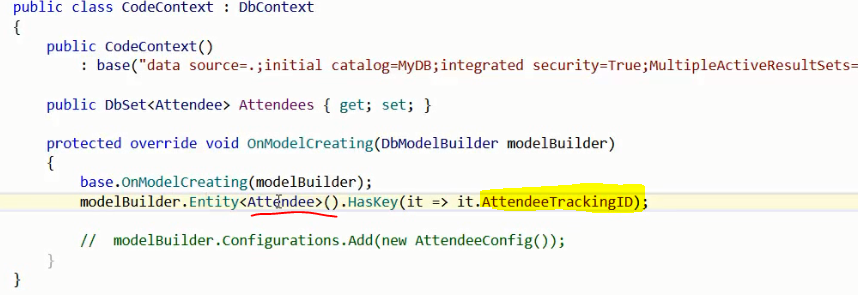 public class CodeContext : DbContext
{
public CodeContext()
: base("data source=.;initial catalog=MyDB;integrated security=True;MultipleActiveResultSets=
public DbSet<Attendee> Attendees { get; set; }
protected override void OnModelCreating(DbModelBuilder modelBuilder)
{
base.OnModelCreating(modelBuilder);
modelBuilder.Entity<Attendee>().HasKey(it => it.AttendeeTrackingID);
// modelBuilder.Configurations.Add(new AttendeeConfig());
}
}